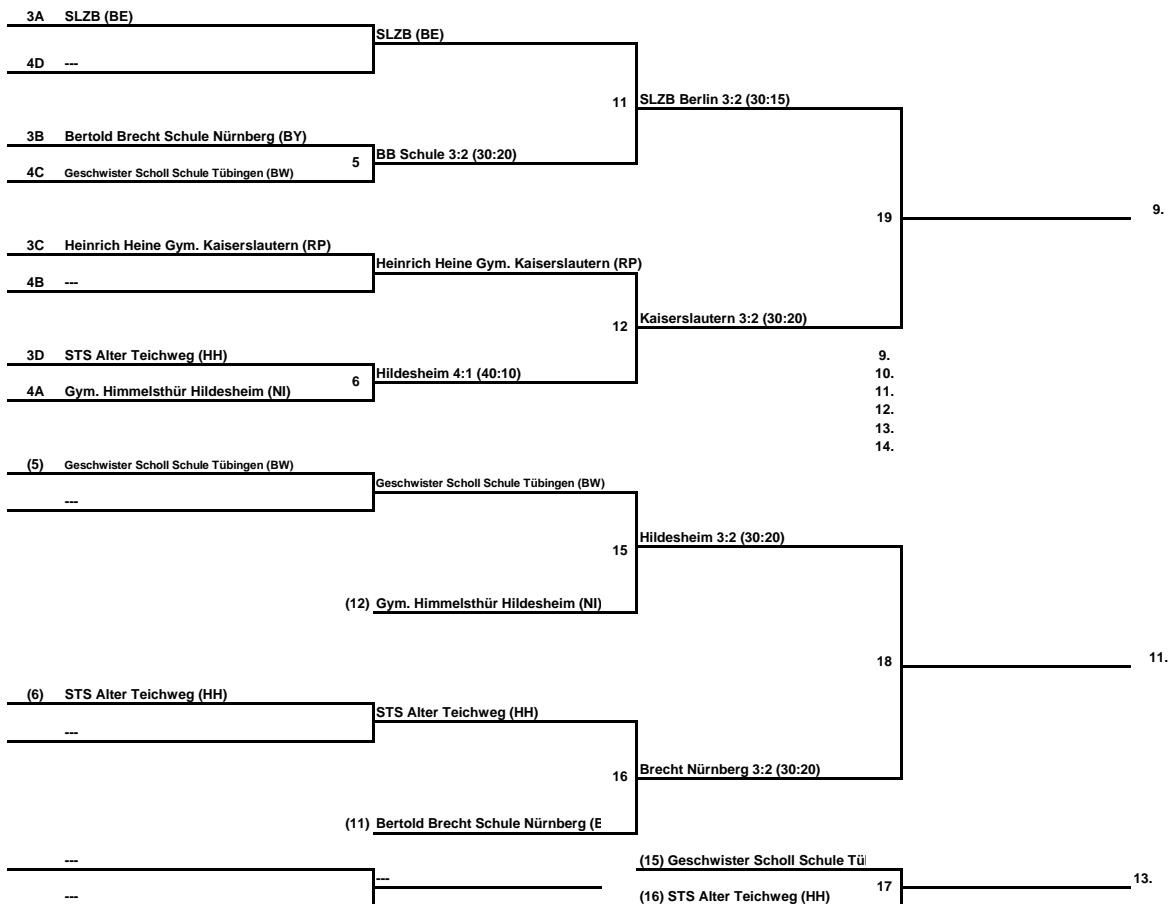 3A SLZB (BE)
SLZB (BE)
4D ---
11 SLZB Berlin 3:2 (30:15)
3B Bertold Brecht Schule Nürnberg (BY)
5 BB Schule 3:2 (30:20)
4C Geschwister Scholl Schule Tübingen (BW)
19
9.
3C Heinrich Heine Gym. Kaiserslautern (RP)
Heinrich Heine Gym. Kaiserslautern (RP)
4B ---
12 Kaiserslautern 3:2 (30:20)
3D STS Alter Teichweg (HH)
9.
6 Hildesheim 4:1 (40:10)
10.
4A Gym. Himmelsthür Hildesheim (NI)
11.
12.
13.
14.
(5) Geschwister Scholl Schule Tübingen (BW)
Geschwister Scholl Schule Tübingen (BW)
---
15 Hildesheim 3:2 (30:20)
(12) Gym. Himmelsthür Hildesheim (NI)
18
11.
(6) STS Alter Teichweg (HH)
STS Alter Teichweg (HH)
---
16 Brecht Nürnberg 3:2 (30:20)
(11) Bertold Brecht Schule Nürnberg (E
---
(15) Geschwister Scholl Schule Tü
---
17
13.
---
(16) STS Alter Teichweg (HH)